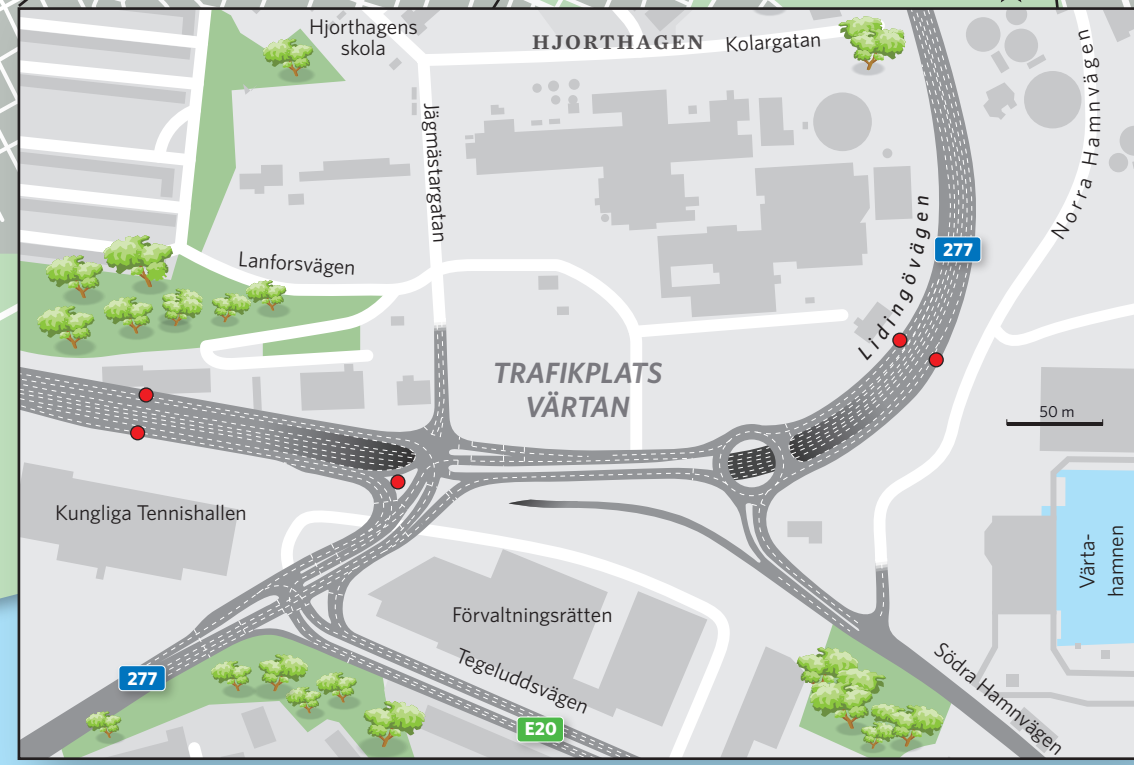 Hjorthagens
skola
HJORTHAGEN
Kolargatan
Norra Hamnvägen
Jägmästargatan
Lidingövägen
277
Lanforsvägen
TRAFIKPLATS
VÄRTAN
50 m
Kungliga Tennishallen
Värta-
hamnen
Förvaltningsrätten
Tegeluddsvägen
277
Södra Hamnvägen
E20